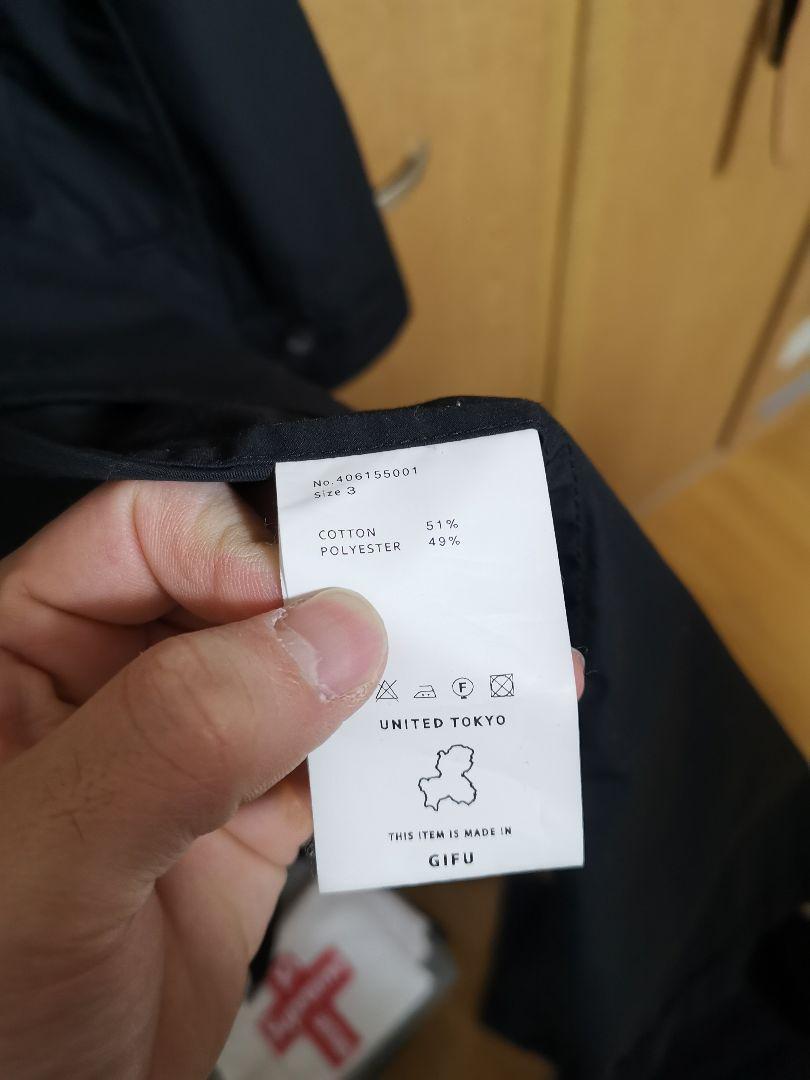 No.406155001
Size 3
COTTON 51%
POLYESTER 49%
F
UNITED TOKYO
THIS ITEM IS MADE IN
GIFU